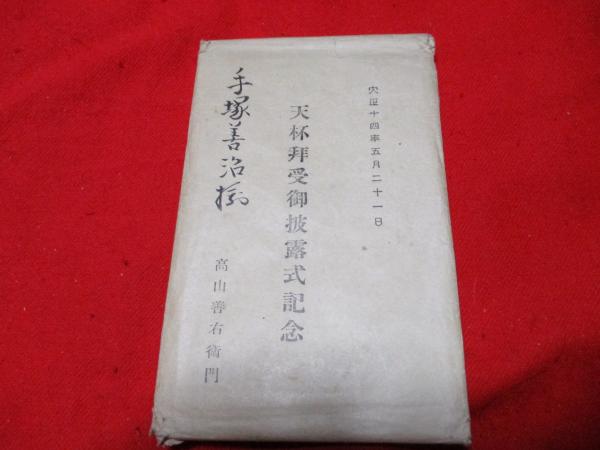 大正十四年五月二十一日
天杯拝受御披露式記念
高山善右衛門
手塚善治様